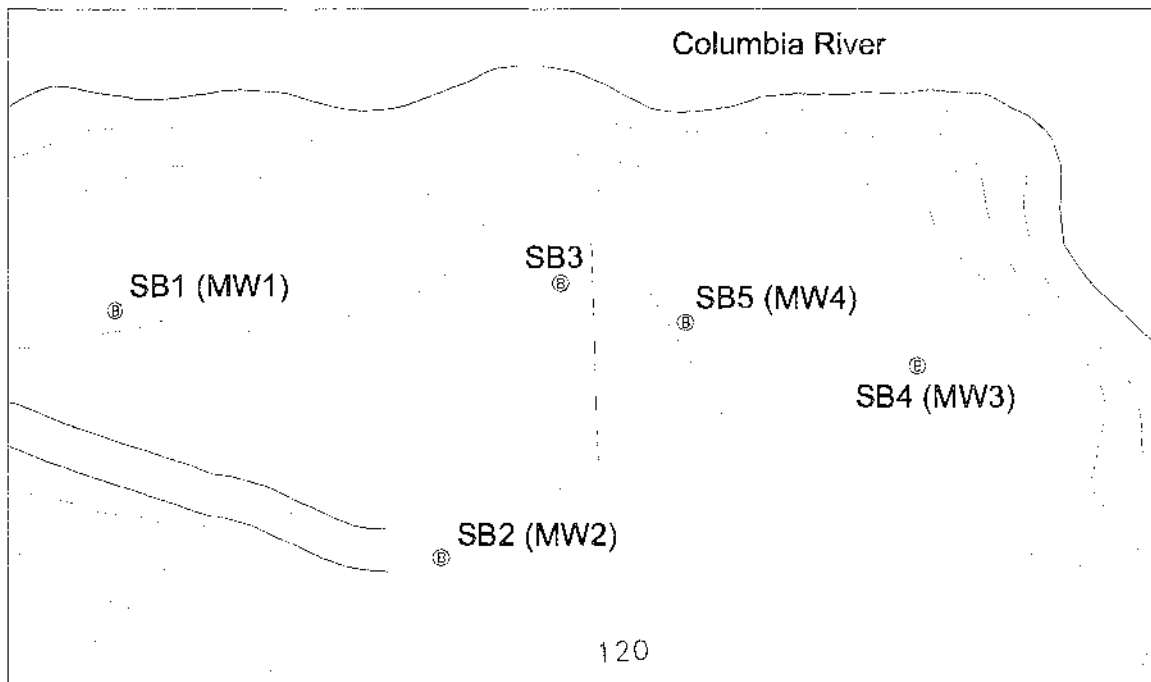 Columbia River
SB3
B
SB1 (MW1)
B
SB5 (MW4)
B
B
SB4 (MW3)
SB2 (MW2)
B
120